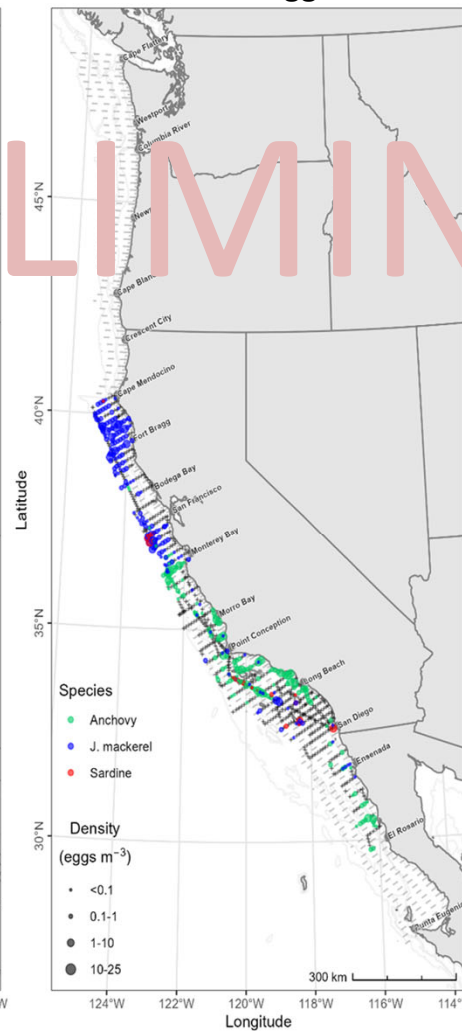 Cape Flattery
Westport
Columbia River
LIMIN
45°N
Crescent City
Cape Mendocino
40°N
Fort Bragg
Bodega Bay
San Francisco
Monterey Bay
Latitude
35°N
Morro Bay
Point Conception
Long Beach
San Diego
Ensenada
Species
Anchovy
J. mackerel
Sardine
Density
(eggs m⁻³)
<0.1
0.1-1
1-10
10-25
30°N
El Rosario
Punta Eugenia
300 km
W
124°W
122°W
120°W
118°W
116°W
114°
Longitude